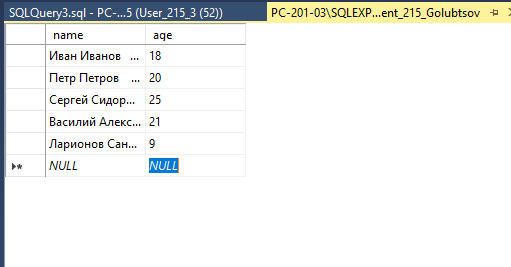 SQLQuery3.sql - PC-...5 (User_215_3 (52)) PC-201-03\SQLEXP...ent_215_Golubtsov
name age
Иван Иванов ... 18
Петр Петров ... 20
Сергей Сидор... 25
Василий Алекс... 21
Ларионов Сан... 9
NULL NULL